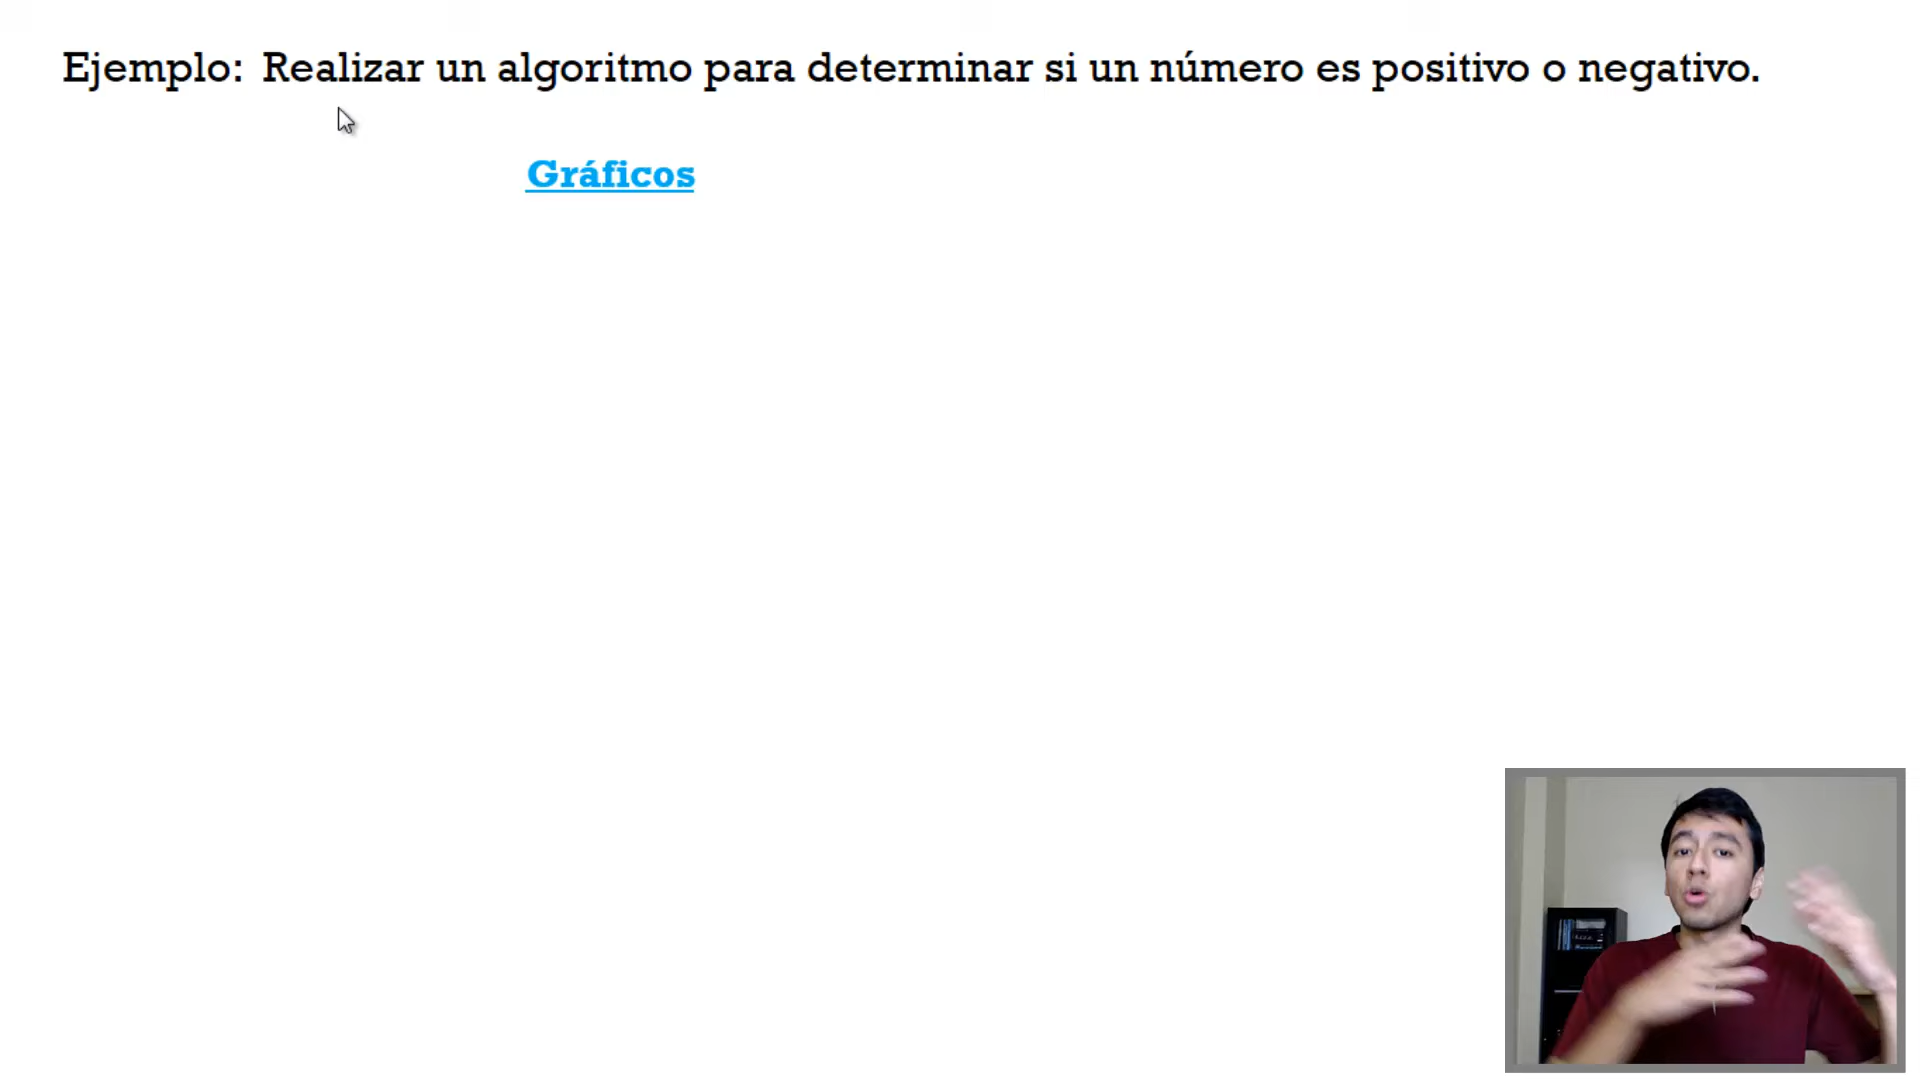 Ejemplo: Realizar un algoritmo para determinar si un número es positivo o negativo.
Gráficos